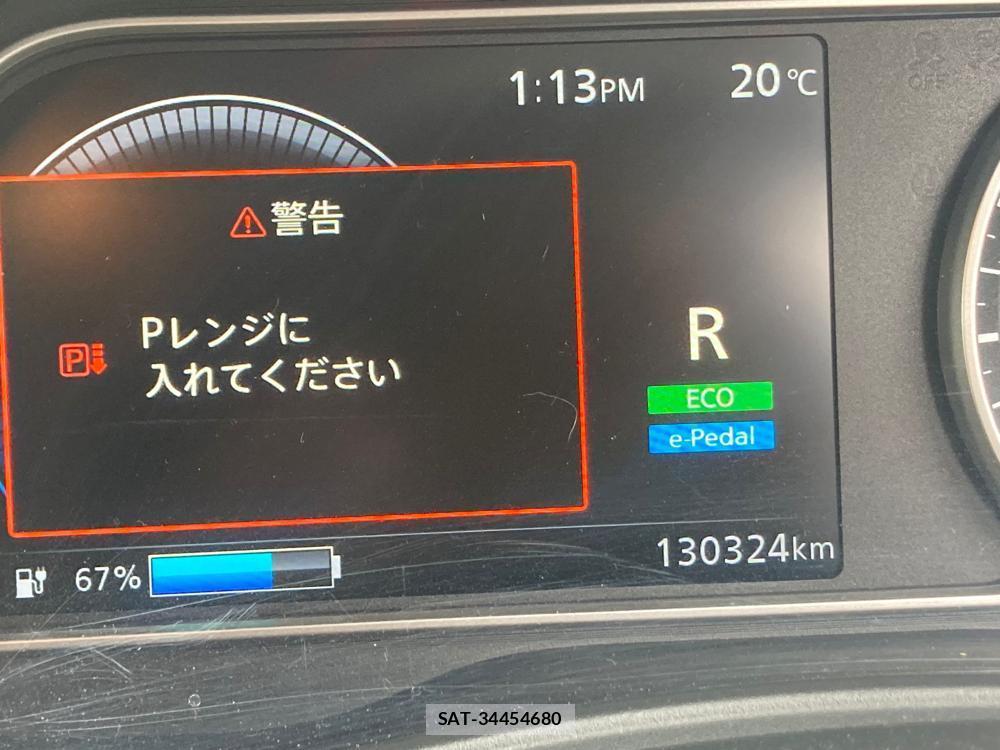 1:13PM 20℃
警告
Pレンジに
入れてください
P
R
ECO
e-Pedal
67%
130324km
OFF
SAT-34454680